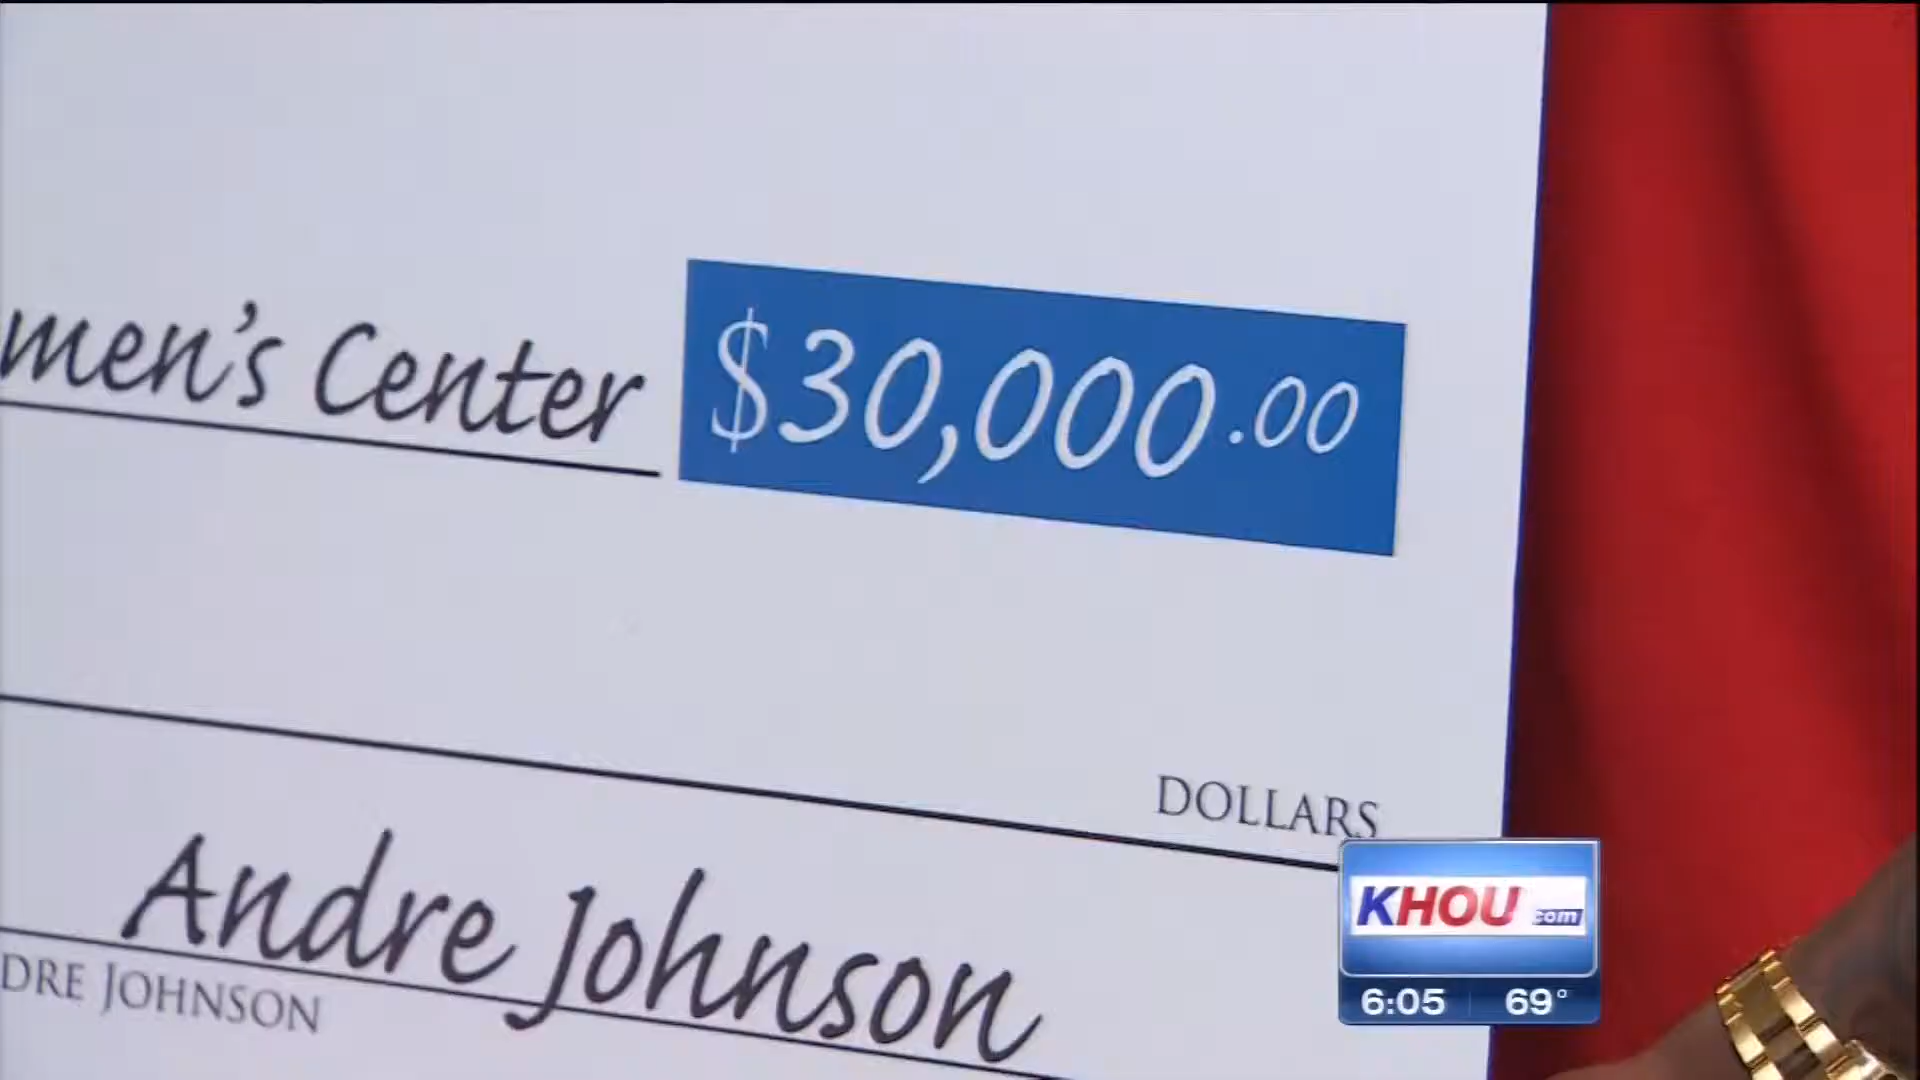 men's Center $30,000.00
DOLLARS
Andre Johnson
DRE JOHNSON
KHOU.com
6:05 69°